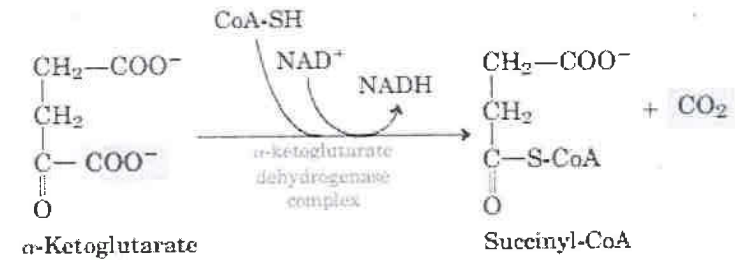 CoA-SH
NAD⁺
NADH
CH₂—COO⁻
CH₂
C—COO⁻
O
α-Ketoglutarate
α-ketoglutarate
dehydrogenase
complex
CH₂—COO⁻
CH₂
C—S-CoA
O
Succinyl-CoA
+ CO₂